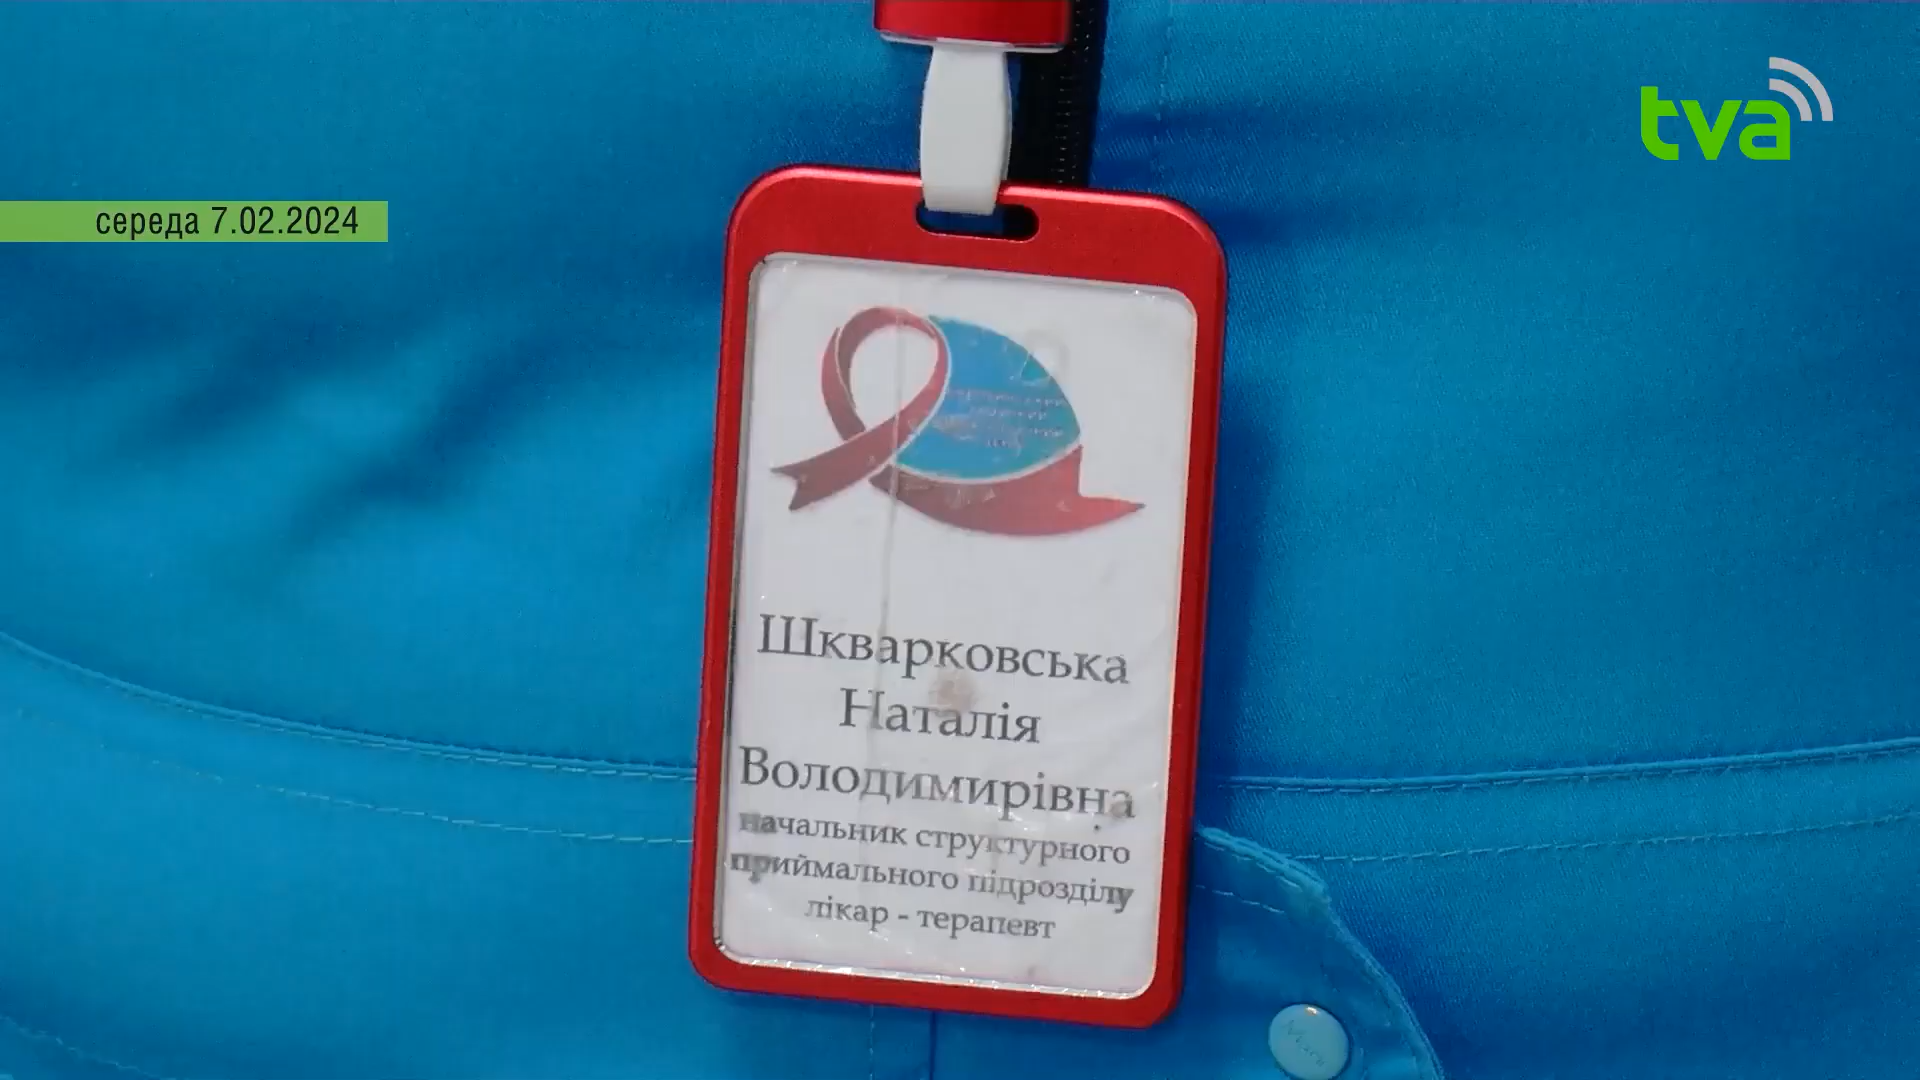 tva
середа 7.02.2024
Шкварковська
Наталія
Володимирівна
начальник структурного
приймального підрозділу
лікар - терапевт